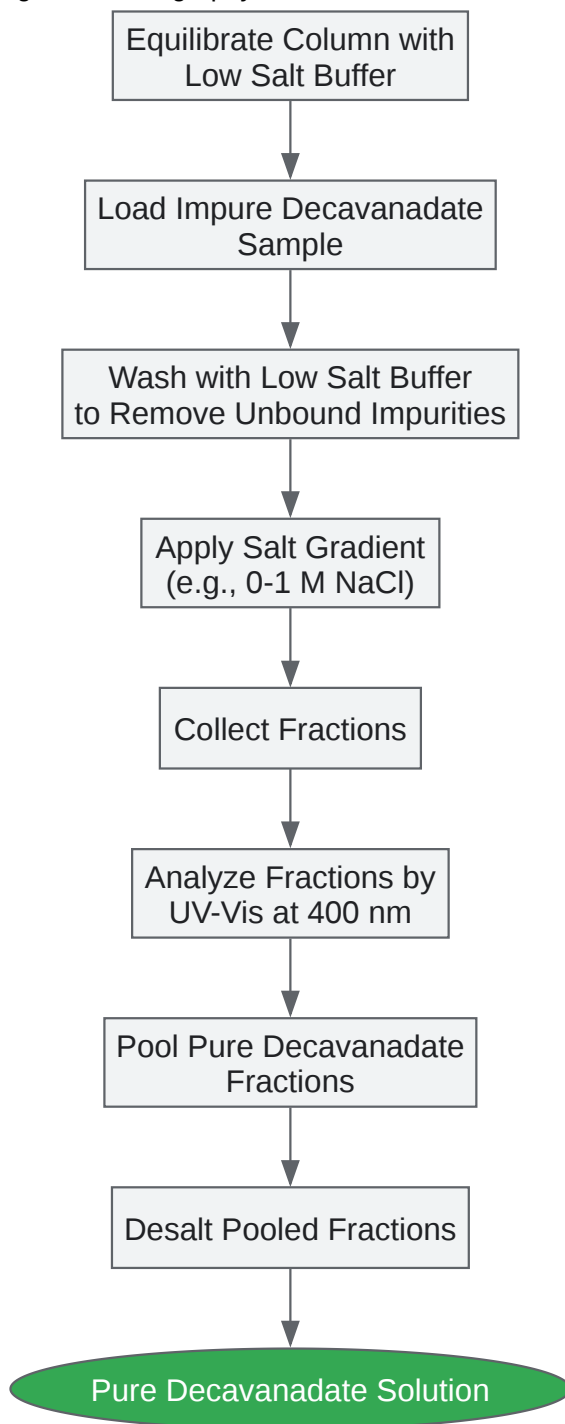 Equilibrate Column with
Low Salt Buffer
Load Impure Decavanadate
Sample
Wash with Low Salt Buffer
to Remove Unbound Impurities
Apply Salt Gradient
(e.g., 0-1 M NaCl)
Collect Fractions
Analyze Fractions by
UV-Vis at 400 nm
Pool Pure Decavanadate
Fractions
Desalt Pooled Fractions
Pure Decavanadate Solution